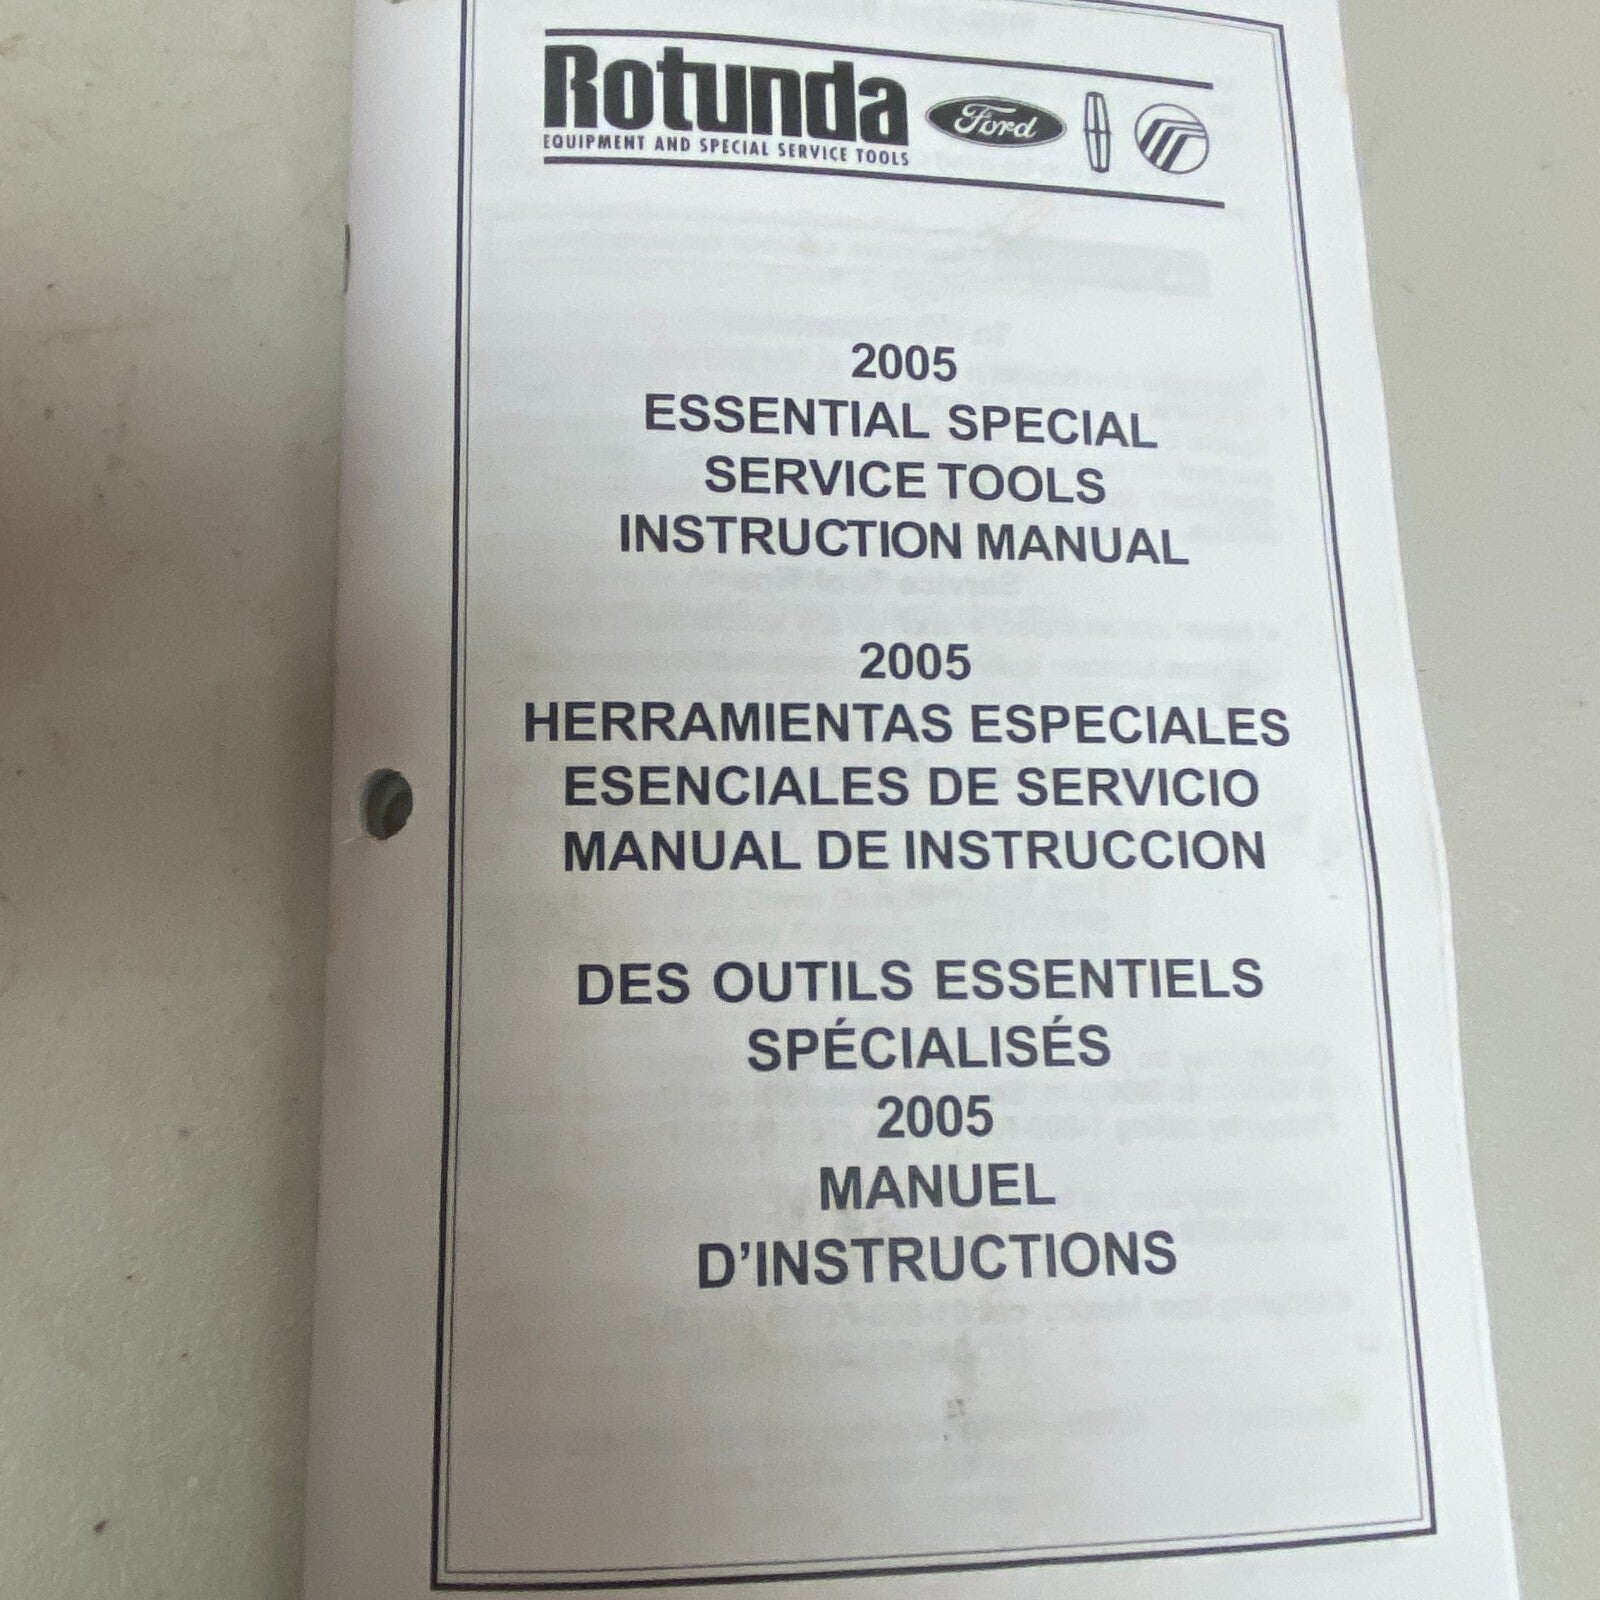 Rotunda
EQUIPMENT AND SPECIAL SERVICE TOOLS
Ford
2005
ESSENTIAL SPECIAL
SERVICE TOOLS
INSTRUCTION MANUAL
2005
HERRAMIENTAS ESPECIALES
ESENCIALES DE SERVICIO
MANUAL DE INSTRUCCION
DES OUTILS ESSENTIELS
SPÉCIALISÉS
2005
MANUEL
D'INSTRUCTIONS